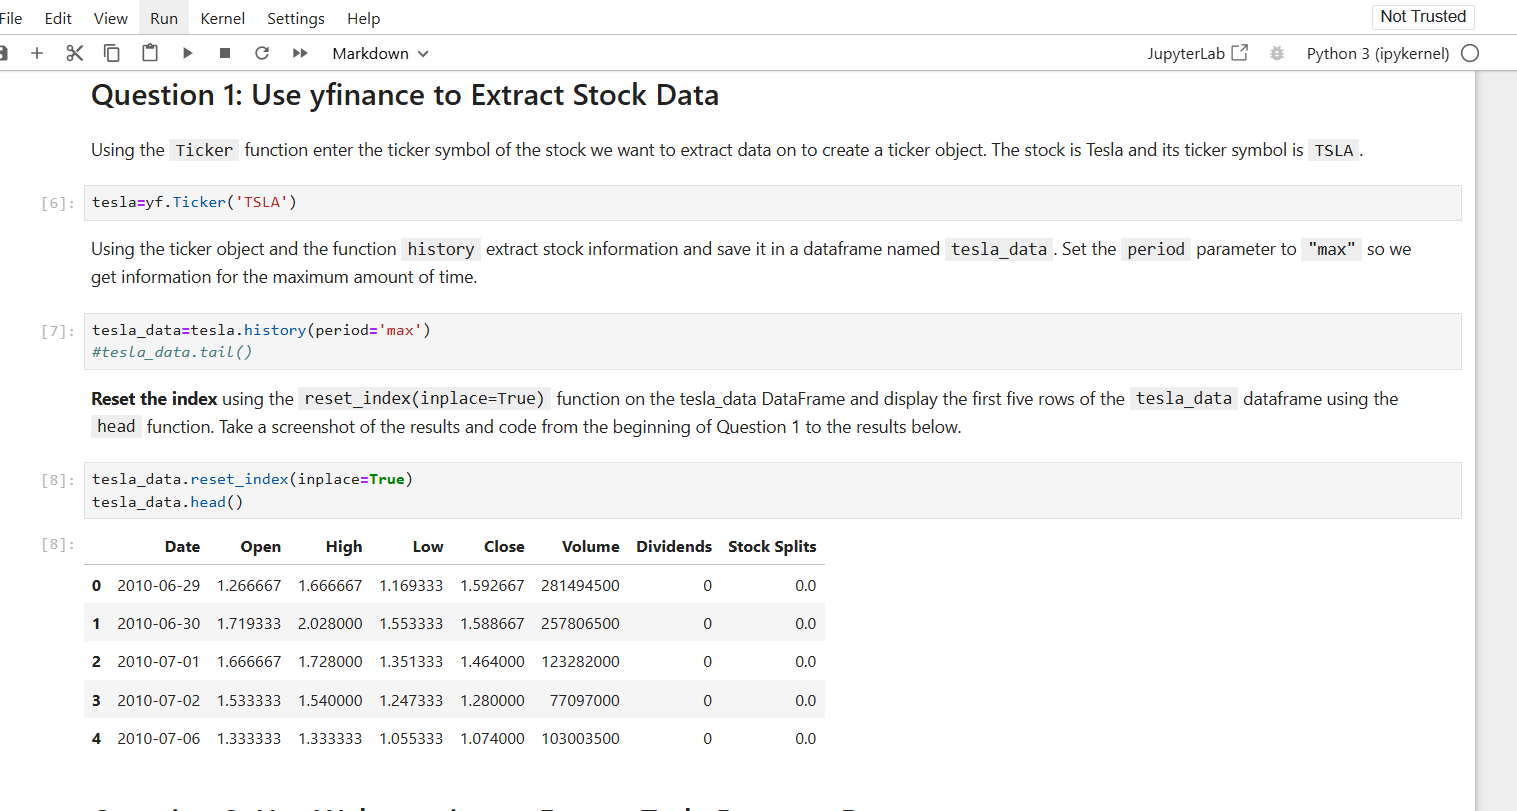 File Edit View Run Kernel Settings Help Not Trusted
Markdown JupyterLab Python 3 (ipykernel)
Question 1: Use yfinance to Extract Stock Data
Using the Ticker function enter the ticker symbol of the stock we want to extract data on to create a ticker object. The stock is Tesla and its ticker symbol is TSLA.
[6]: tesla=yf.Ticker('TSLA')
Using the ticker object and the function history extract stock information and save it in a dataframe named tesla_data. Set the period parameter to "max" so we
get information for the maximum amount of time.
[7]: tesla_data=tesla.history(period='max')
#tesla_data.tail()
Reset the index using the reset_index(inplace=True) function on the tesla_data DataFrame and display the first five rows of the tesla_data dataframe using the
head function. Take a screenshot of the results and code from the beginning of Question 1 to the results below.
[8]: tesla_data.reset_index(inplace=True)
tesla_data.head()
[8]: Date Open High Low Close Volume Dividends Stock Splits
0 2010-06-29 1.266667 1.666667 1.169333 1.592667 281494500 0 0.0
1 2010-06-30 1.719333 2.028000 1.553333 1.588667 257806500 0 0.0
2 2010-07-01 1.666667 1.728000 1.351333 1.464000 123282000 0 0.0
3 2010-07-02 1.533333 1.540000 1.247333 1.280000 77097000 0 0.0
4 2010-07-06 1.333333 1.333333 1.055333 1.074000 103003500 0 0.0